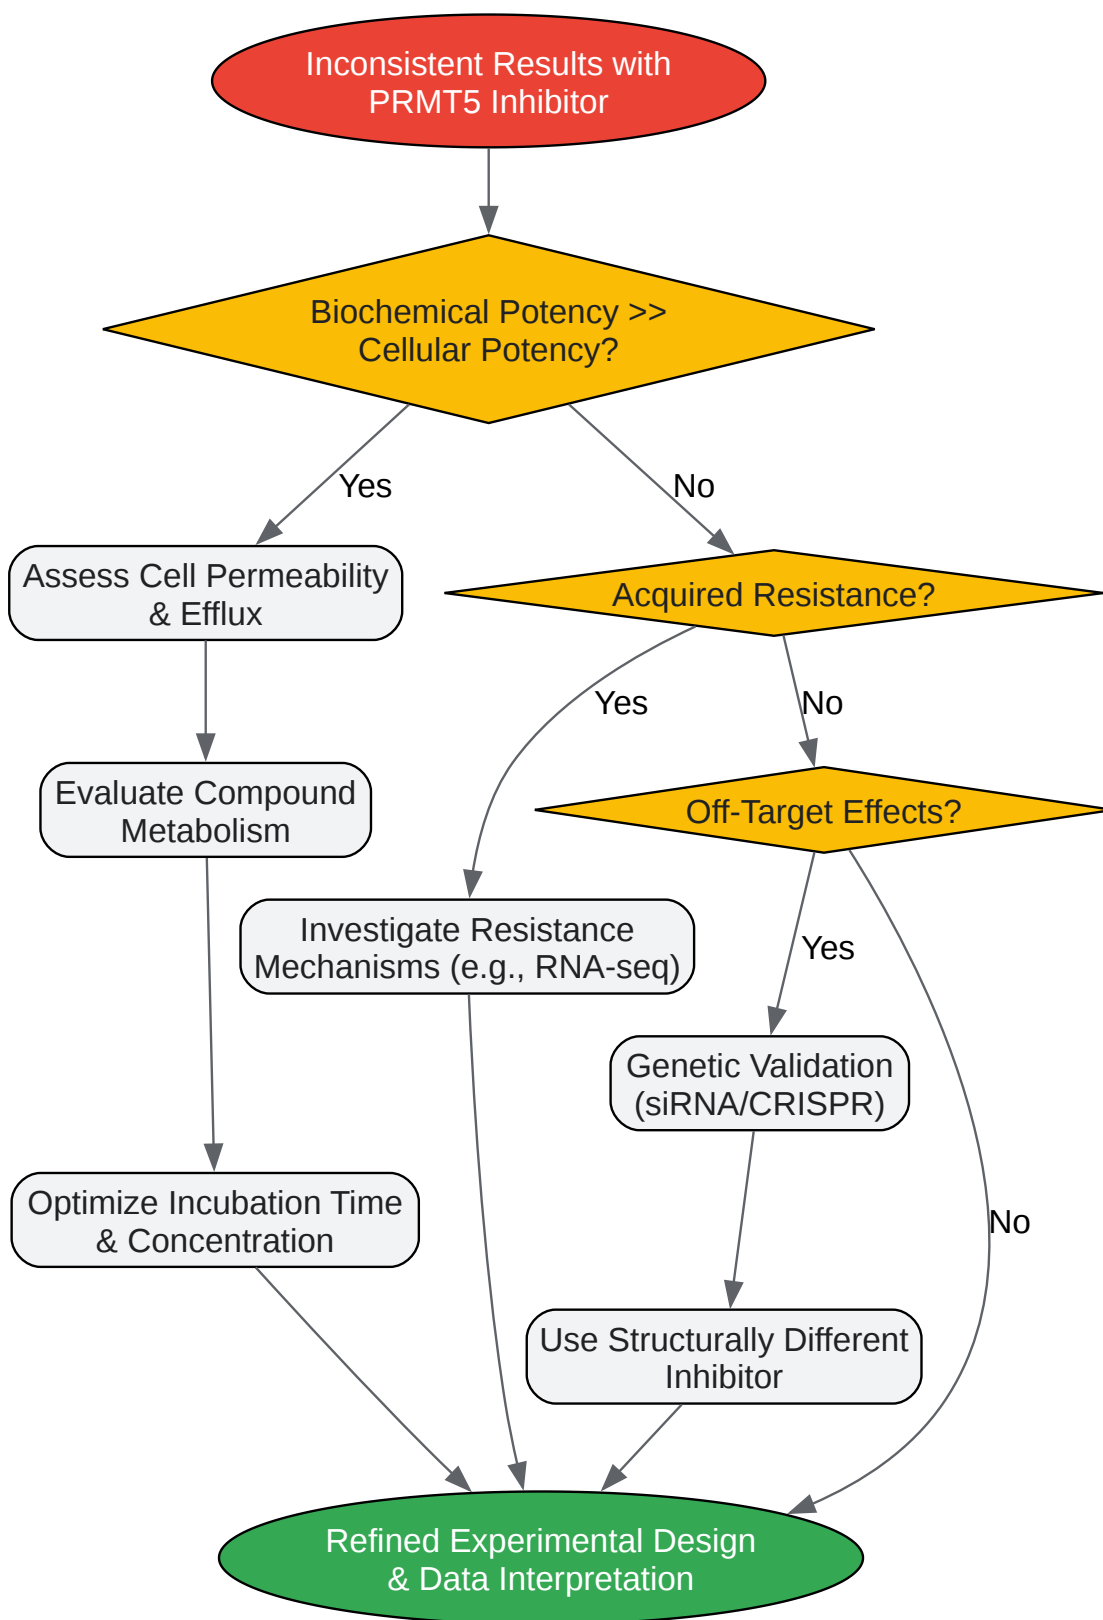 Inconsistent Results with
PRMT5 Inhibitor
Biochemical Potency >>
Cellular Potency?
Yes
No
Assess Cell Permeability
& Efflux
Acquired Resistance?
Yes
No
Evaluate Compound
Metabolism
Off-Target Effects?
Investigate Resistance
Mechanisms (e.g., RNA-seq)
Yes
Genetic Validation
(siRNA/CRISPR)
No
Optimize Incubation Time
& Concentration
Use Structurally Different
Inhibitor
Refined Experimental Design
& Data Interpretation